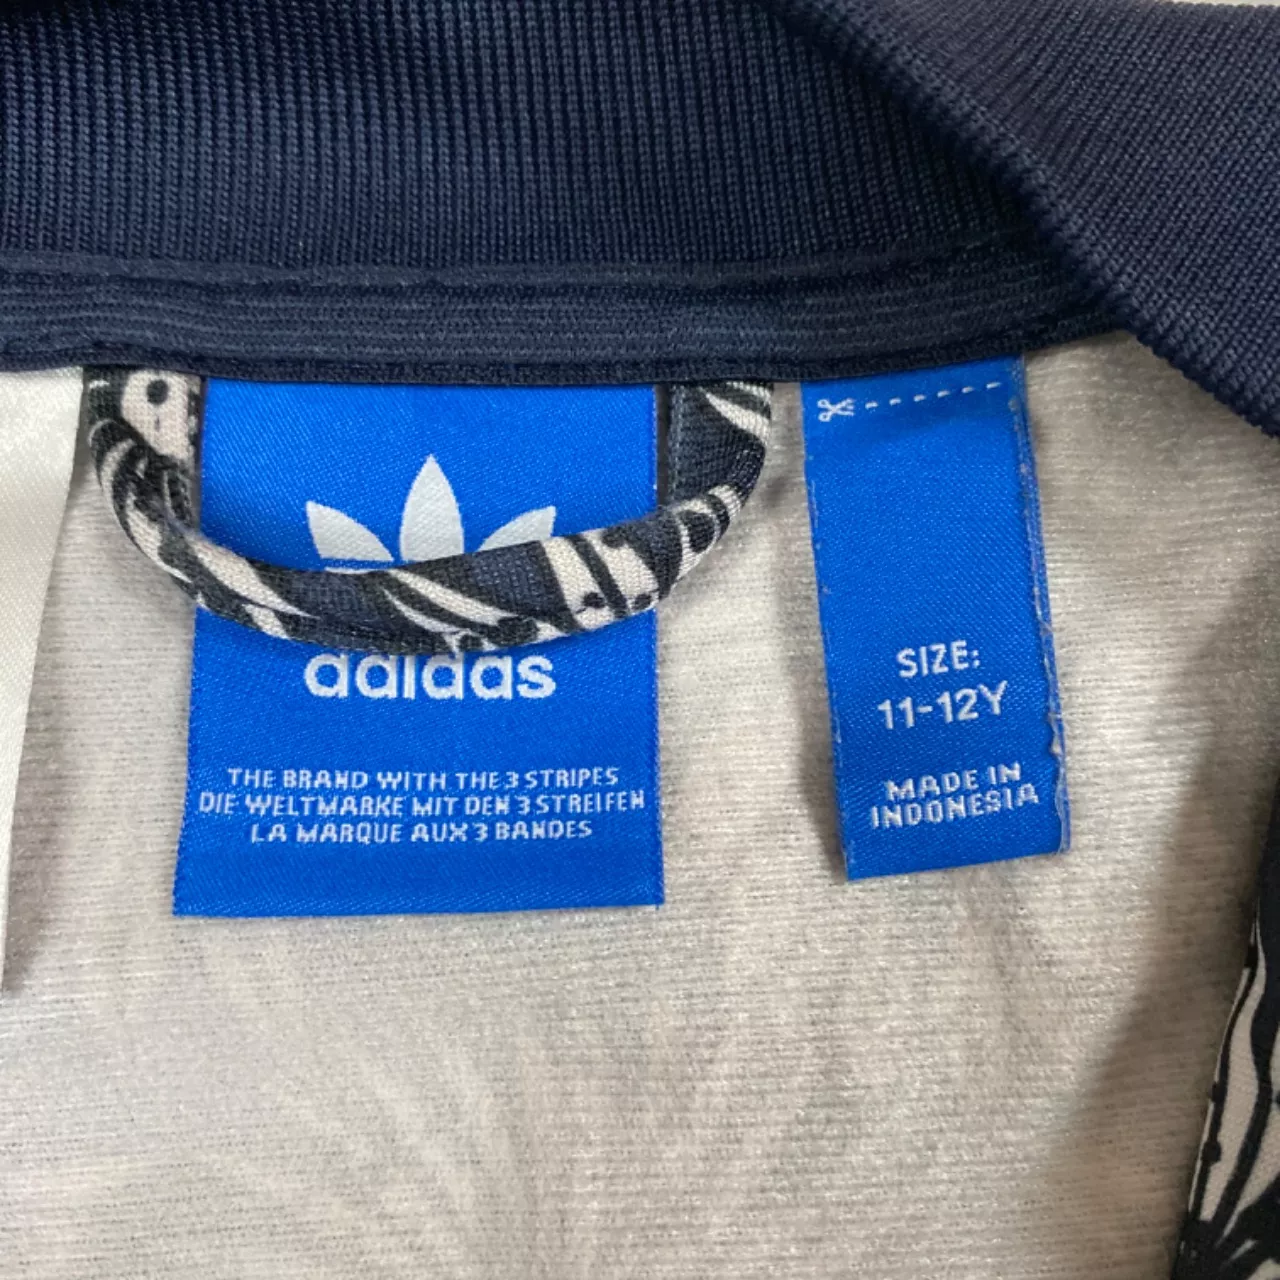 adidas
THE BRAND WITH THE 3 STRIPES
DIE WELTMARKE MIT DEN 3 STREIFEN
LA MARQUE AUX 3 BANDES
SIZE:
11-12Y
MADE IN
INDONESIA